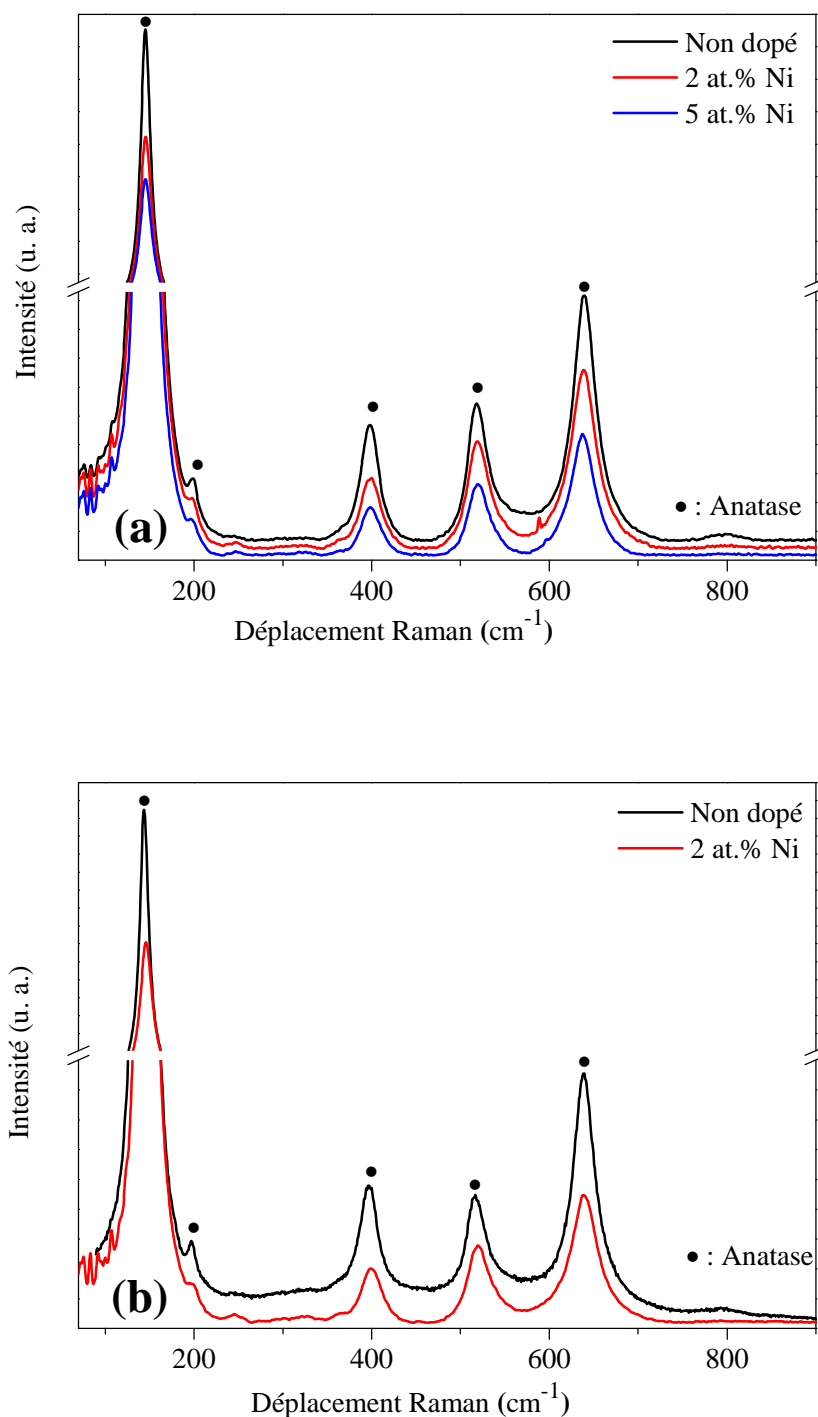 Non dopé
2 at.% Ni
5 at.% Ni
Intensité (u. a.)
(a)
● : Anatase
200 400 600 800
Déplacement Raman (cm-1)
Non dopé
2 at.% Ni
Intensité (u. a.)
(b)
● : Anatase
200 400 600 800
Déplacement Raman (cm-1)